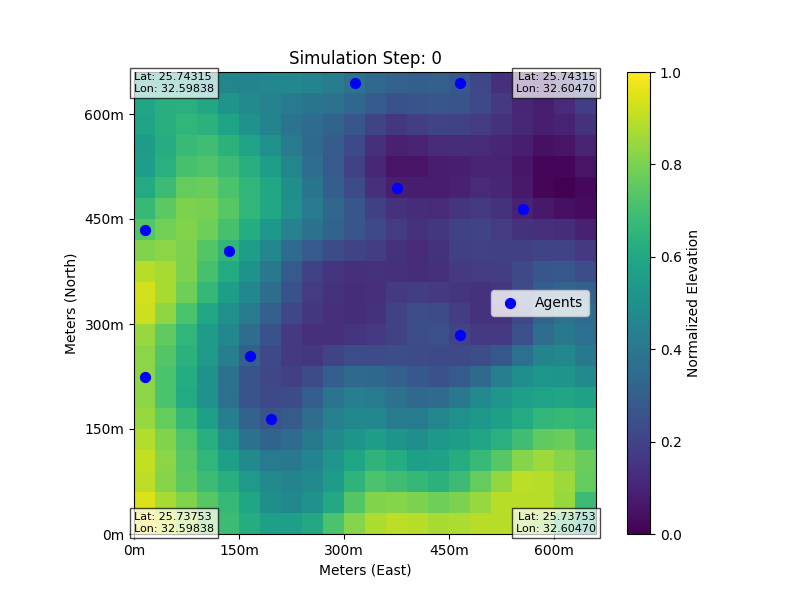 Simulation Step: 0
Lat: 25.74315
Lon: 32.59838
Lat: 25.74315
Lon: 32.60470
600m
450m
300m
150m
0m
Meters (North)
Agents
Lat: 25.73753
Lon: 32.59838
Lat: 25.73753
Lon: 32.60470
0m
150m
300m
450m
600m
Meters (East)
1.0
0.8
0.6
0.4
0.2
0.0
Normalized Elevation